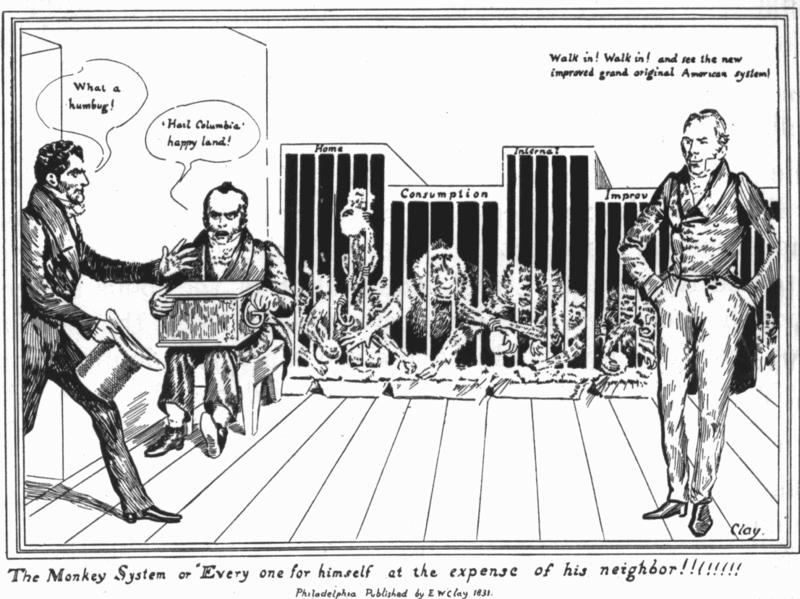 What a
humbug!
'Hail Columbia'
happy land!
Walk in! Walk in! and see the new
improved grand original American system!
Home
Consumption
Internal
Improv
Clay.
The Monkey System or "Every one for himself at the expense of his neighbor!!!!!!!!
Philadelphia Published by E W Clay 1831.